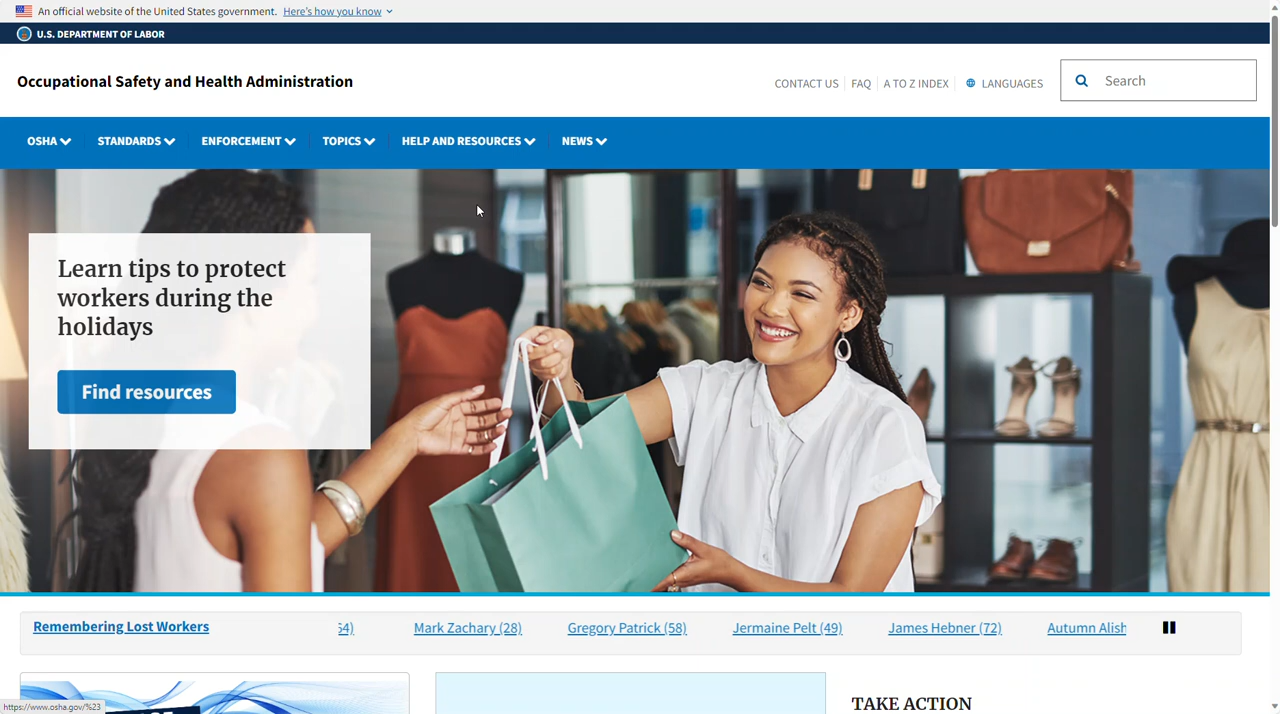 An official website of the United States government. Here's how you know
U.S. DEPARTMENT OF LABOR
Occupational Safety and Health Administration
CONTACT US FAQ A TO Z INDEX LANGUAGES Search
OSHA STANDARDS ENFORCEMENT TOPICS HELP AND RESOURCES NEWS
Learn tips to protect
workers during the
holidays
Find resources
Remembering Lost Workers 54) Mark Zachary (28) Gregory Patrick (58) Jermaine Pelt (49) James Hebner (72) Autumn Alish
TAKE ACTION
https://www.osha.gov/%23